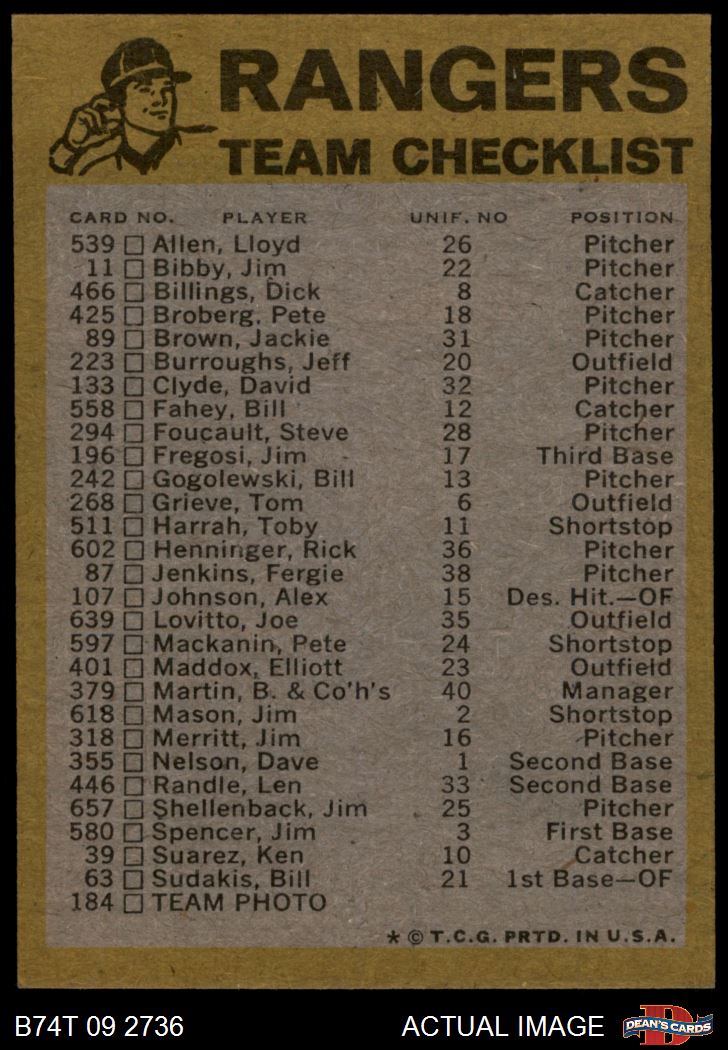 RANGERS
TEAM CHECKLIST
CARD NO. PLAYER UNIF. NO POSITION
539 Allen, Lloyd 26 Pitcher
11 Bibby, Jim 22 Pitcher
466 Billings, Dick 8 Catcher
425 Broberg, Pete 18 Pitcher
89 Brown, Jackie 31 Pitcher
223 Burroughs, Jeff 20 Outfield
133 Clyde, David 32 Pitcher
558 Fahey, Bill 12 Catcher
294 Foucault, Steve 28 Pitcher
196 Fregosi, Jim 17 Third Base
242 Gogolewski, Bill 13 Pitcher
268 Grieve, Tom 6 Outfield
511 Harrah, Toby 11 Shortstop
602 Henninger, Rick 36 Pitcher
87 Jenkins, Fergie 38 Pitcher
107 Johnson, Alex 15 Des. Hit.—OF
639 Lovitto, Joe 35 Outfield
597 Mackanin, Pete 24 Shortstop
401 Maddox, Elliott 23 Outfield
379 Martin, B. & Co'h's 40 Manager
618 Mason, Jim 2 Shortstop
318 Merritt, Jim 16 Pitcher
355 Nelson, Dave 1 Second Base
446 Randle, Len 33 Second Base
657 Shellenback, Jim 25 Pitcher
580 Spencer, Jim 3 First Base
39 Suarez, Ken 10 Catcher
63 Sudakis, Bill 21 1st Base—OF
184 TEAM PHOTO
* © T.C.G. PRTD. IN U.S.A.
B74T 09 2736 ACTUAL IMAGE DEAN'S CARDS